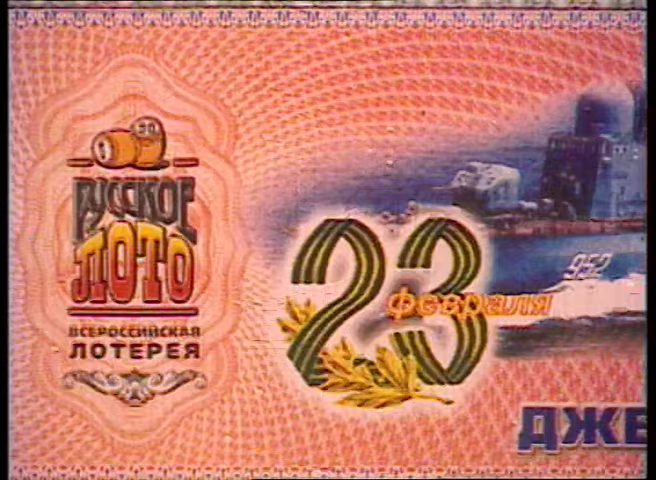 РУССКОЕ
ЛОТО
ВСЕРОССИЙСКАЯ
ЛОТЕРЕЯ
23
февраля
952
ДЖЕ